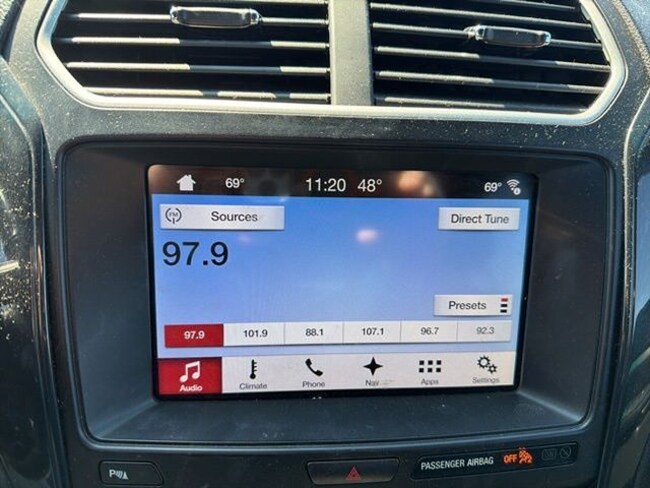 69° 11:20 48° 69°
FM Sources Direct Tune
97.9
Presets
97.9 101.9 88.1 107.1 96.7 92.3
Audio Climate Phone Apps Settings
P PASSENGER AIRBAG OFF